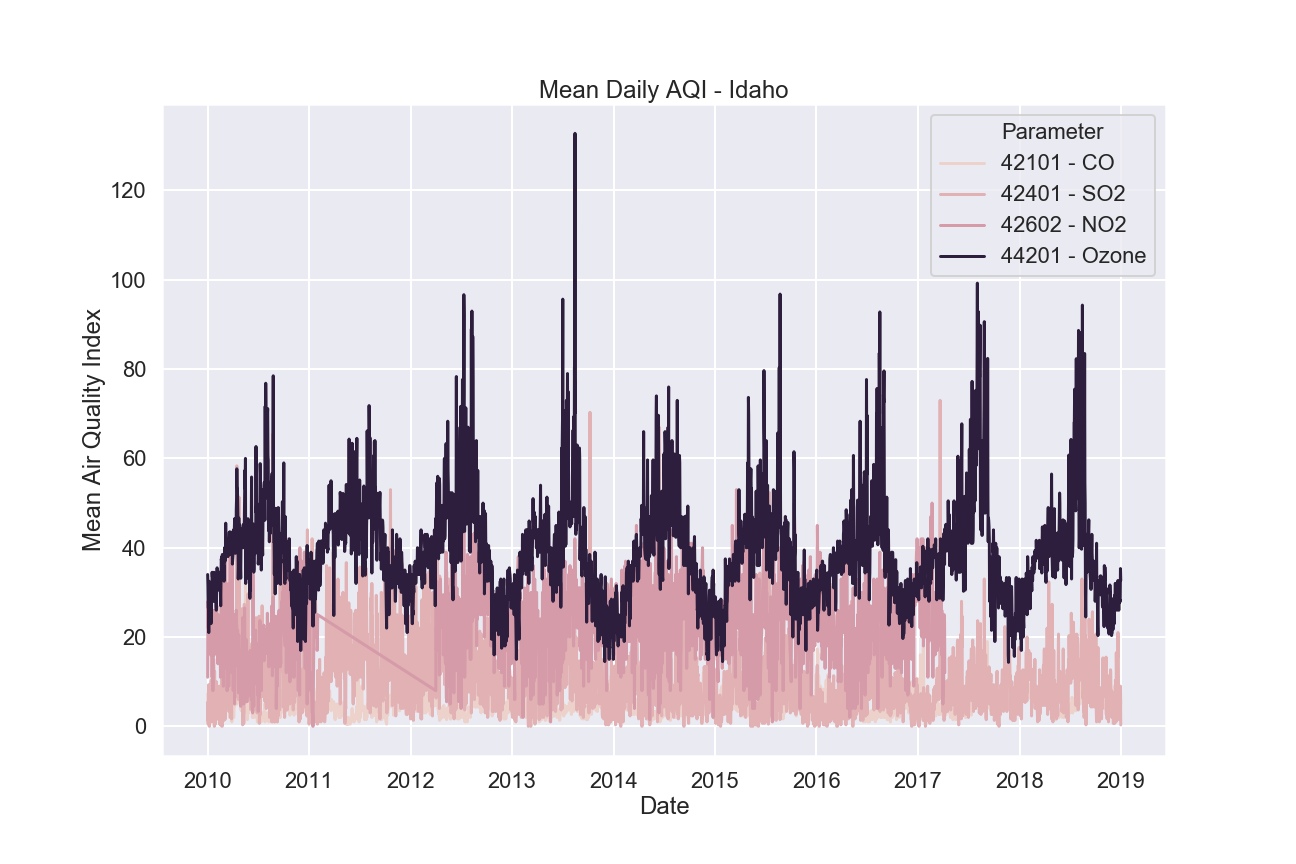 Mean Daily AQI - Idaho
Parameter
42101 - CO
42401 - SO2
42602 - NO2
44201 - Ozone
Mean Air Quality Index
120
100
80
60
40
20
0
2010 2011 2012 2013 2014 2015 2016 2017 2018 2019
Date